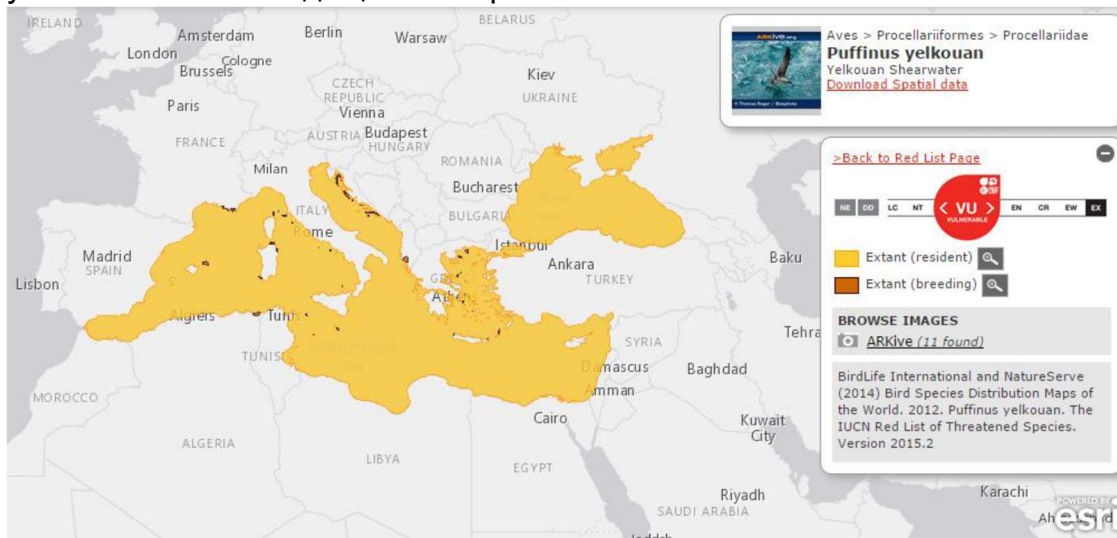 IRELAND
BELARUS
Amsterdam
Berlin
Warsaw
London
Brussels
Cologne
Kiev
UKRAINE
CZECH
REPUBLIC
Paris
Vienna
FRANCE
AUSTRIA
Budapest
HUNGARY
ROMANIA
Milan
Bucharest
ITALY
BULGARIA
Rome
Istanbul
Madrid
SPAIN
Ankara
Baku
TURKEY
Lisbon
Algiers
Tunis
SYRIA
Tehra
Damascus
Baghdad
Amman
MOROCCO
Cairo
Kuwait
City
ALGERIA
LIBYA
EGYPT
Riyadh
SAUDI ARABIA
Karachi
Jeddah
POWERED BY
esri
ARKIVE.org
Aves > Procellariiformes > Procellariidae
Puffinus yelkouan
Yelkouan Shearwater
Download Spatial data
>Back to Red List Page
NE DD LC NT < VU > EN CR EW EX
VULNERABLE
Extant (resident)
Extant (breeding)
BROWSE IMAGES
ARKive (11 found)
BirdLife International and NatureServe
(2014) Bird Species Distribution Maps of
the World. 2012. Puffinus yelkouan. The
IUCN Red List of Threatened Species.
Version 2015.2